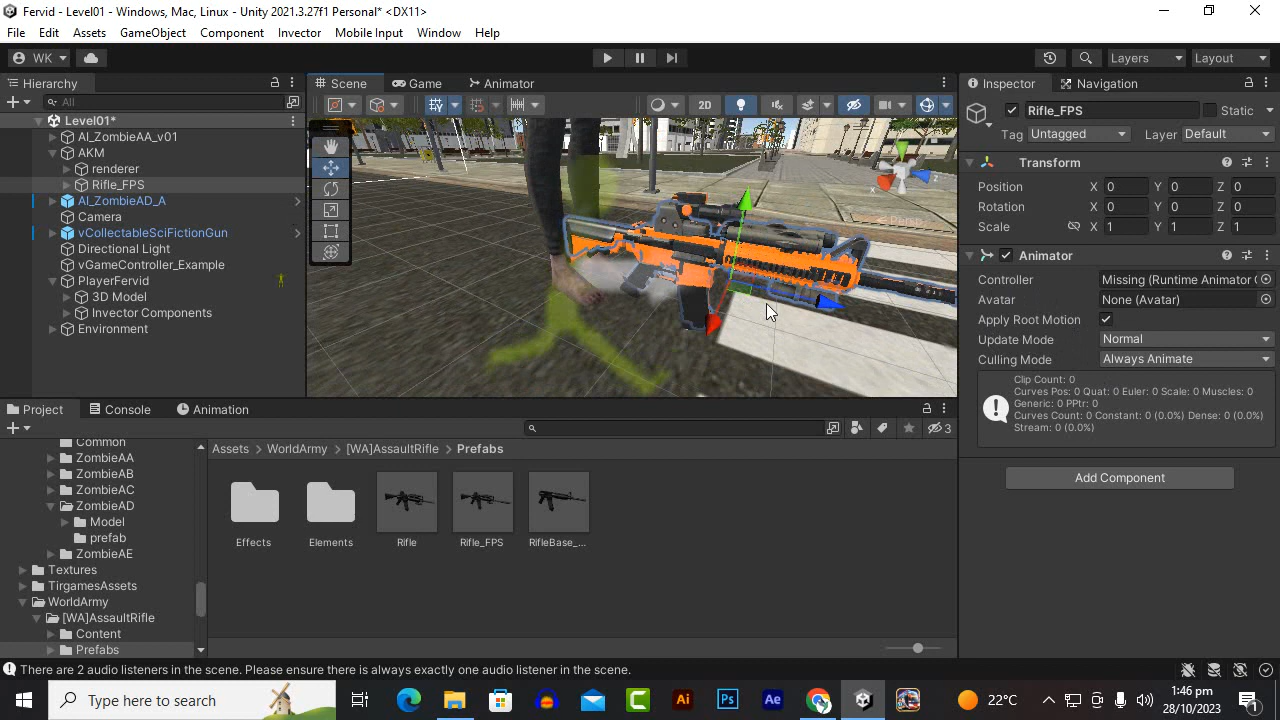 Fervid - Level01 - Windows, Mac, Linux - Unity 2021.3.27f1 Personal* <DX11>
File Edit Assets GameObject Component Invector Mobile Input Window Help
WK Layers Layout
Hierarchy
All
Level01*
AI_ZombieAA_v01
AKM
renderer
Rifle_FPS
AI_ZombieAD_A
Camera
vCollectableSciFictionGun
Directional Light
vGameController_Example
PlayerFervid
3D Model
Invector Components
Environment
Scene Game Animator
2D
y
x
z
Persp
Inspector Navigation
Rifle_FPS Static
Tag Untagged Layer Default
Transform
Position X 0 Y 0 Z 0
Rotation X 0 Y 0 Z 0
Scale X 1 Y 1 Z 1
Animator
Controller Missing (Runtime Animator C
Avatar None (Avatar)
Apply Root Motion
Update Mode Normal
Culling Mode Always Animate
Clip Count: 0
Curves Pos: 0 Quat: 0 Euler: 0 Scale: 0 Muscles: 0
Generic: 0 PPtr: 0
Curves Count: 0 Constant: 0 (0.0%) Dense: 0 (0.0%)
Stream: 0 (0.0%)
Add Component
Project Console Animation
3
Common
ZombieAA
ZombieAB
ZombieAC
ZombieAD
Model
prefab
ZombieAE
Textures
TirgamesAssets
WorldArmy
[WA]AssaultRifle
Content
Prefabs
Assets WorldArmy [WA]AssaultRifle Prefabs
Effects Elements Rifle Rifle_FPS RifleBase_...
There are 2 audio listeners in the scene. Please ensure there is always exactly one audio listener in the scene.
Type here to search
Ai Ps Ae
22°C
1:46 pm
28/10/2023
1